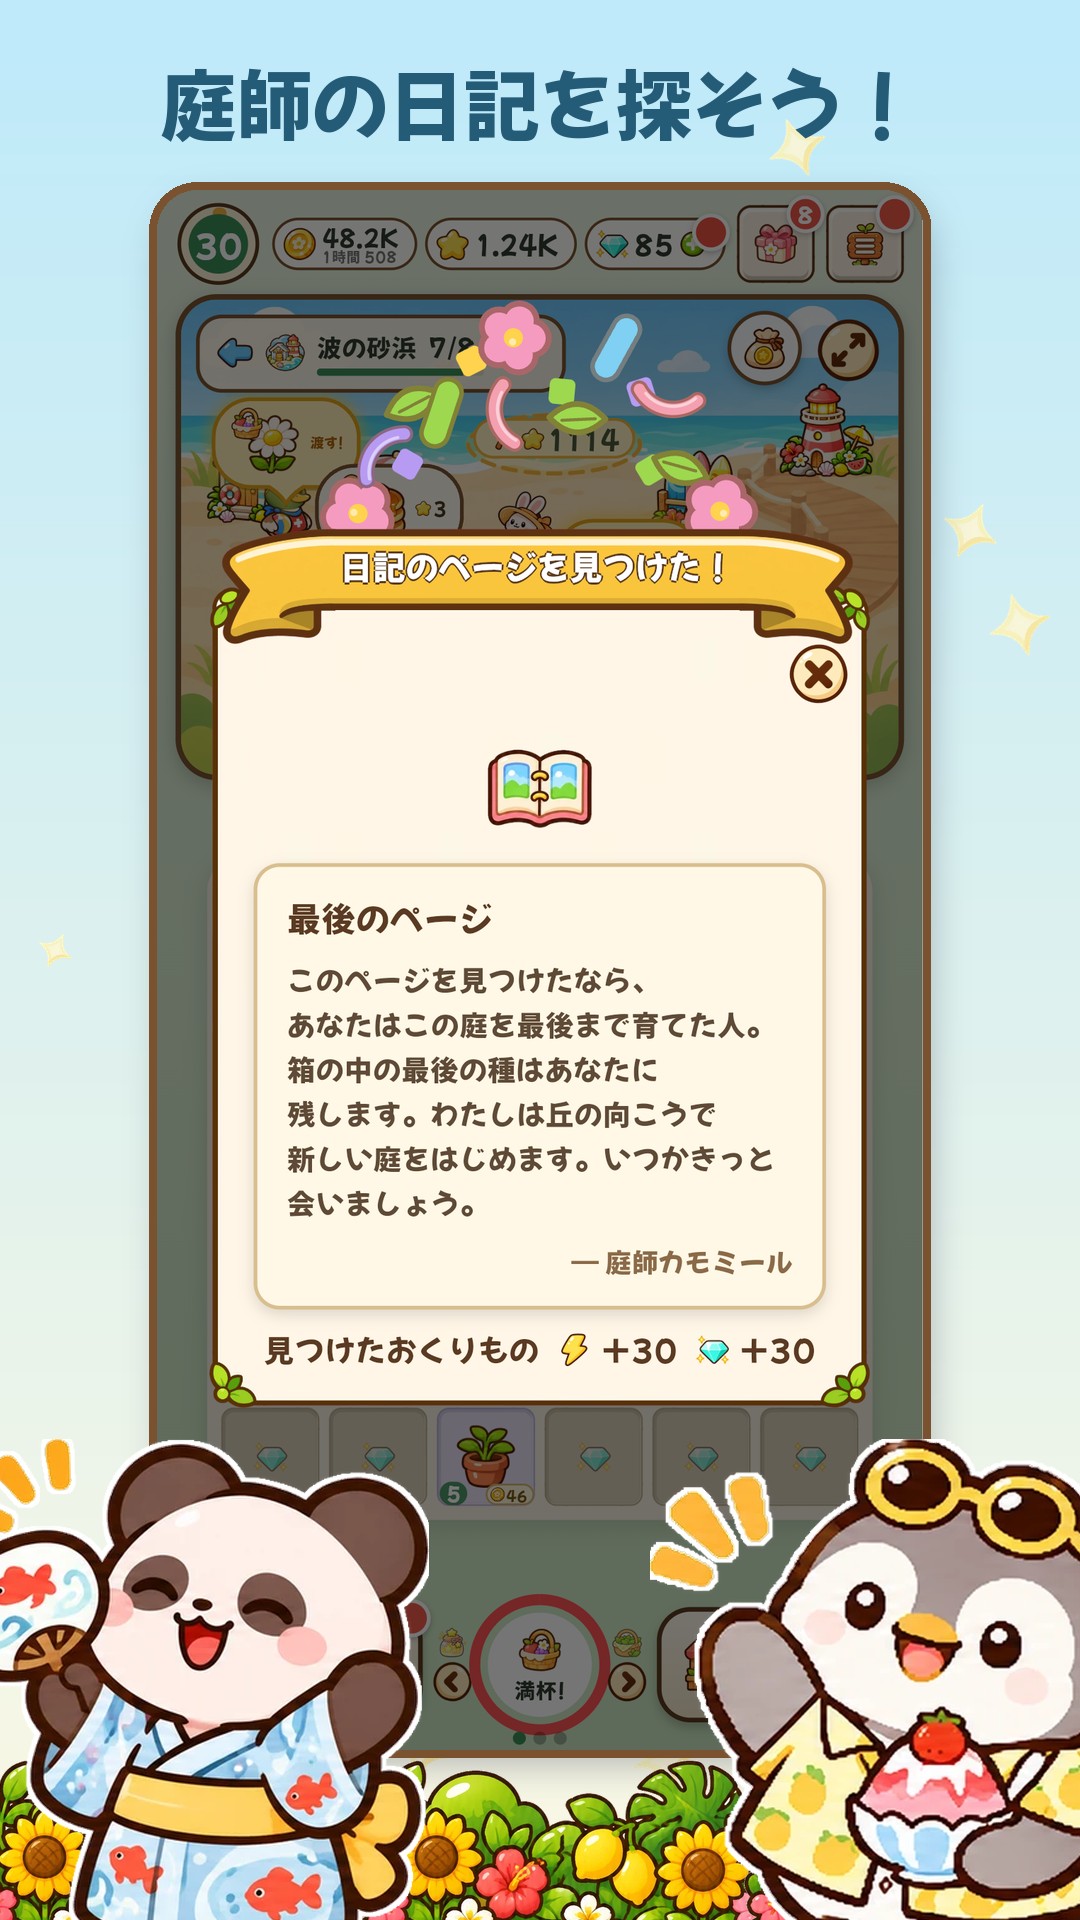 庭師の日記を探そう！
30
48.2K
1時間 508
1.24K
85
8
波の砂浜 7/8
渡す!
1114
3
日記のページを見つけた！
最後のページ
このページを見つけたなら、
あなたはこの庭を最後まで育てた人。
箱の中の最後の種はあなたに
残します。わたしは丘の向こうで
新しい庭をはじめます。いつかきっと
会いましょう。
— 庭師カモミール
見つけたおくりもの +30 +30
5
46
満杯!